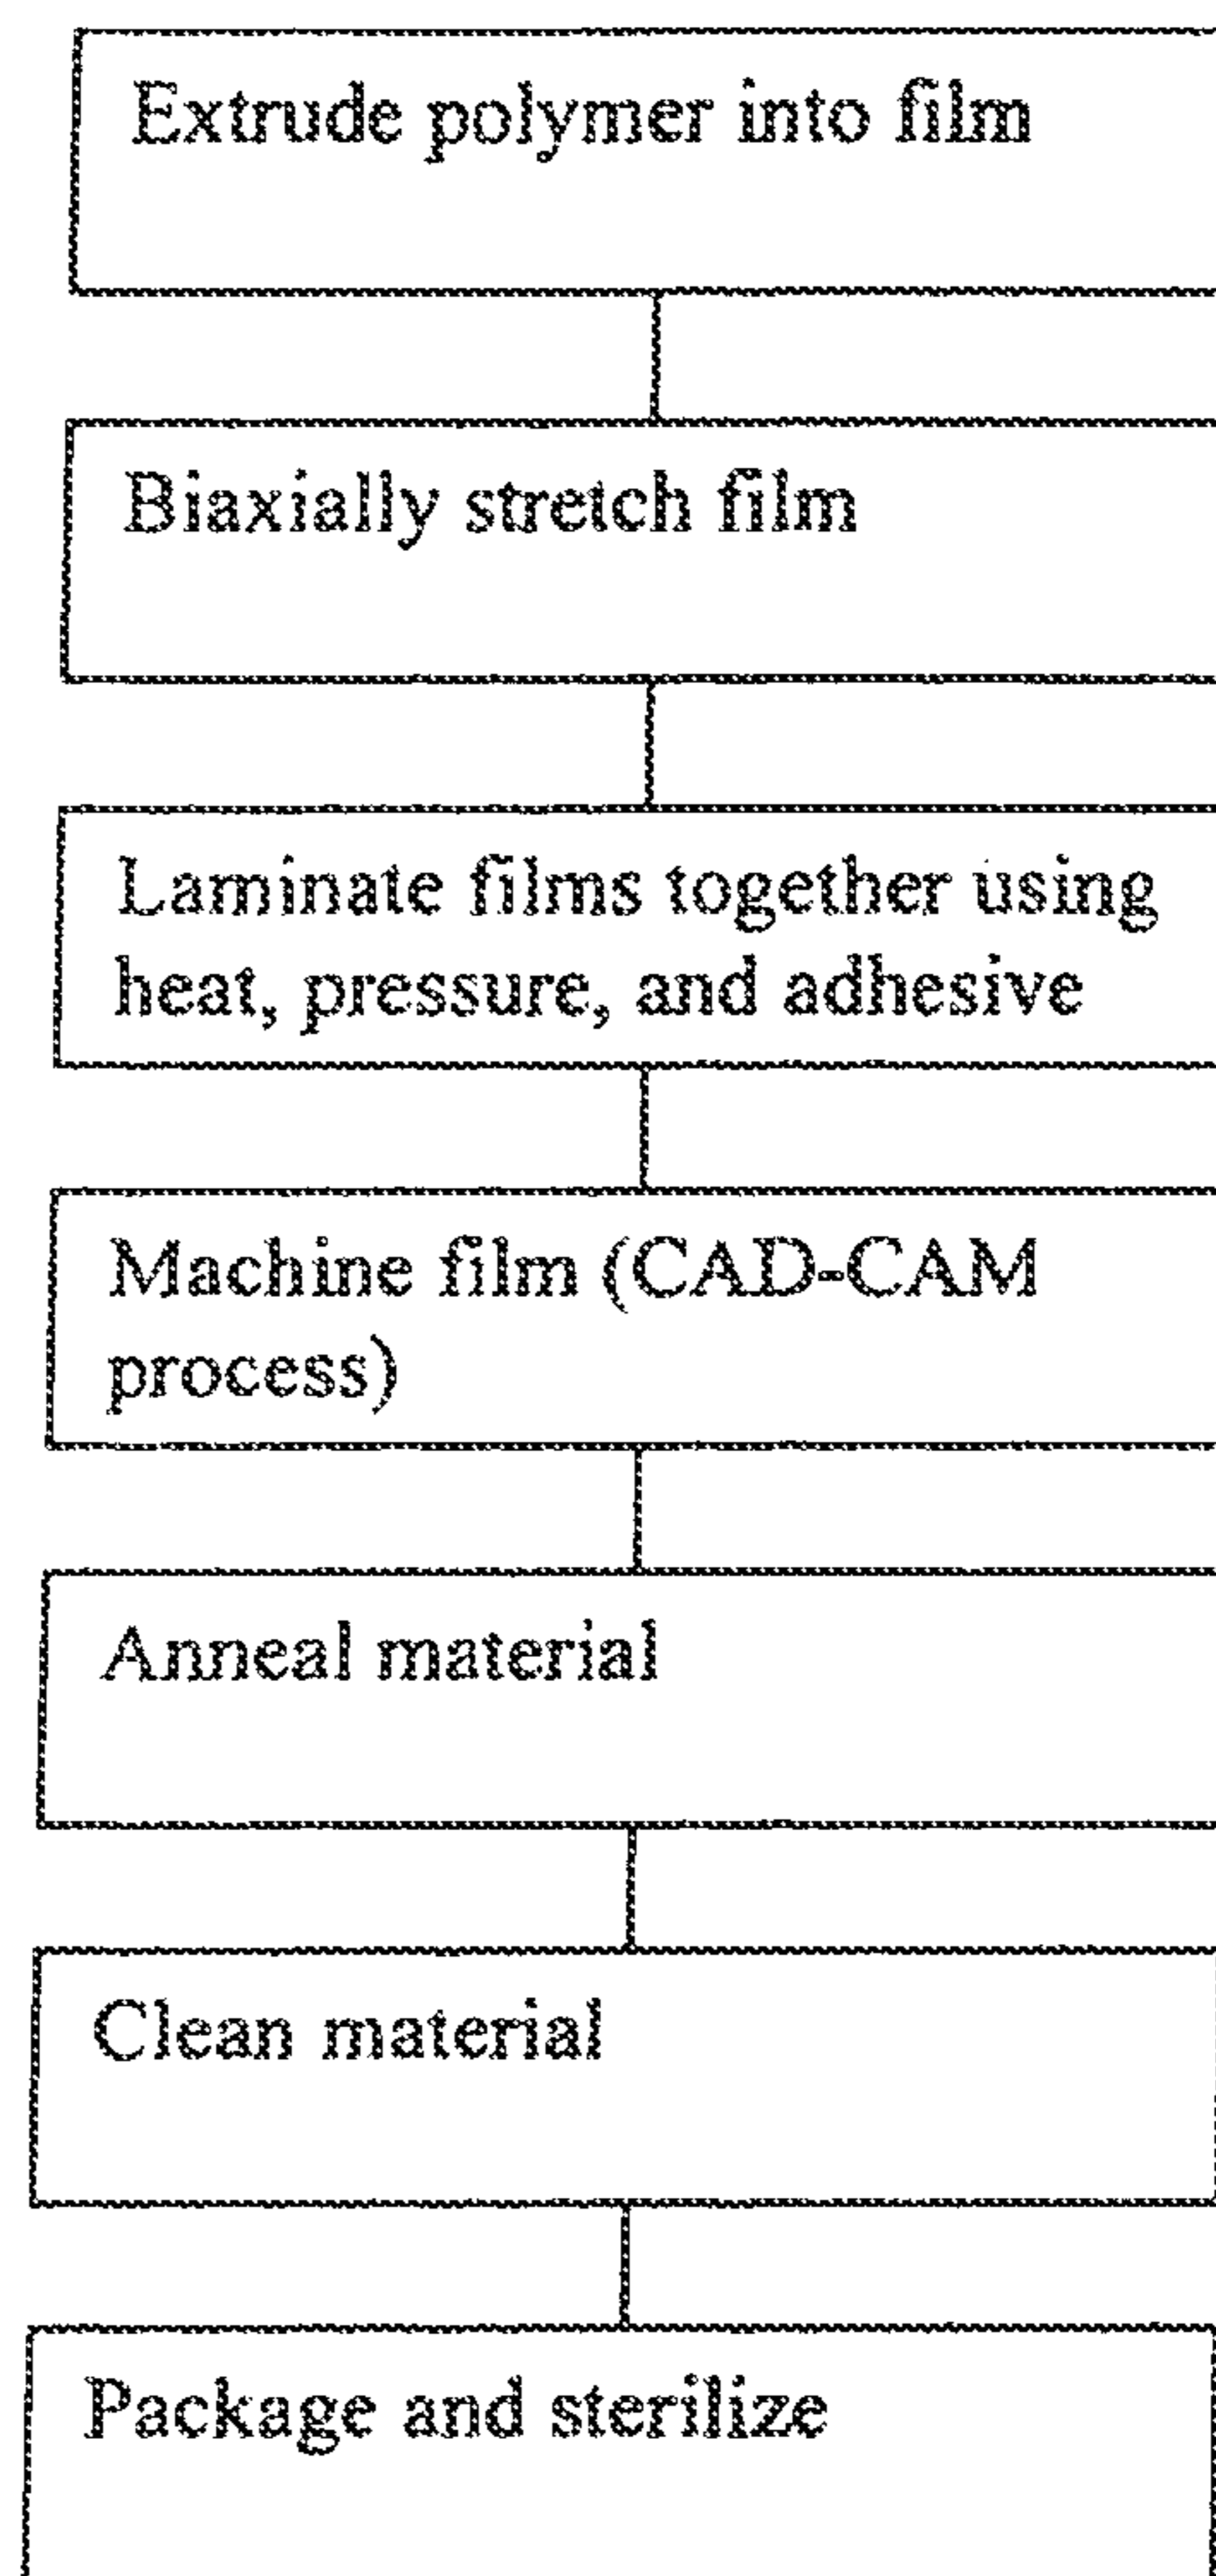 Extrude polymer into film
Biaxially stretch film
Laminate films together using
heat, pressure, and adhesive
Machine film (CAD-CAM
process)
Anneal material
Clean material
Package and sterilize